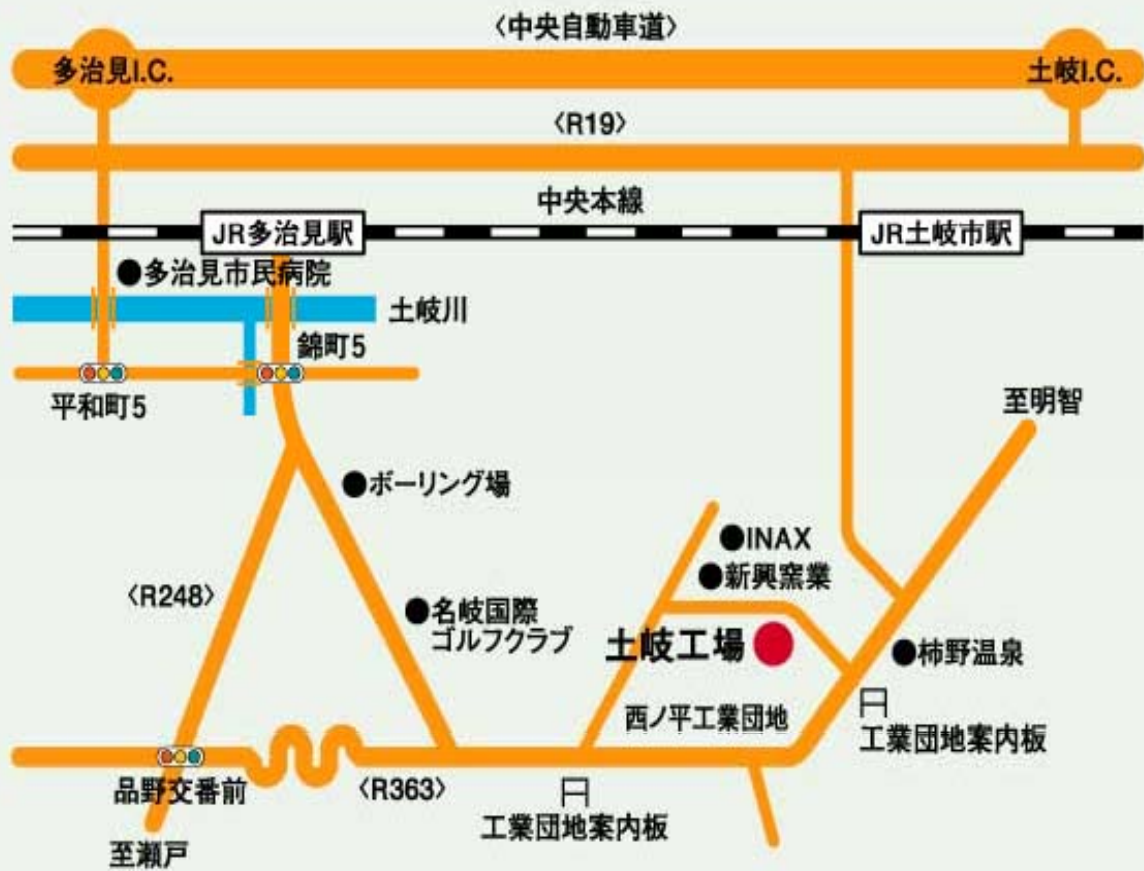 〈中央自動車道〉
多治見I.C.
土岐I.C.
〈R19〉
中央本線
JR多治見駅
JR土岐市駅
●多治見市民病院
土岐川
錦町5
平和町5
至明智
●ボーリング場
●INAX
●新興窯業
〈R248〉
●名岐国際
ゴルフクラブ
土岐工場●
●柿野温泉
西ノ平工業団地
工業団地案内板
品野交番前
〈R363〉
工業団地案内板
至瀬戸